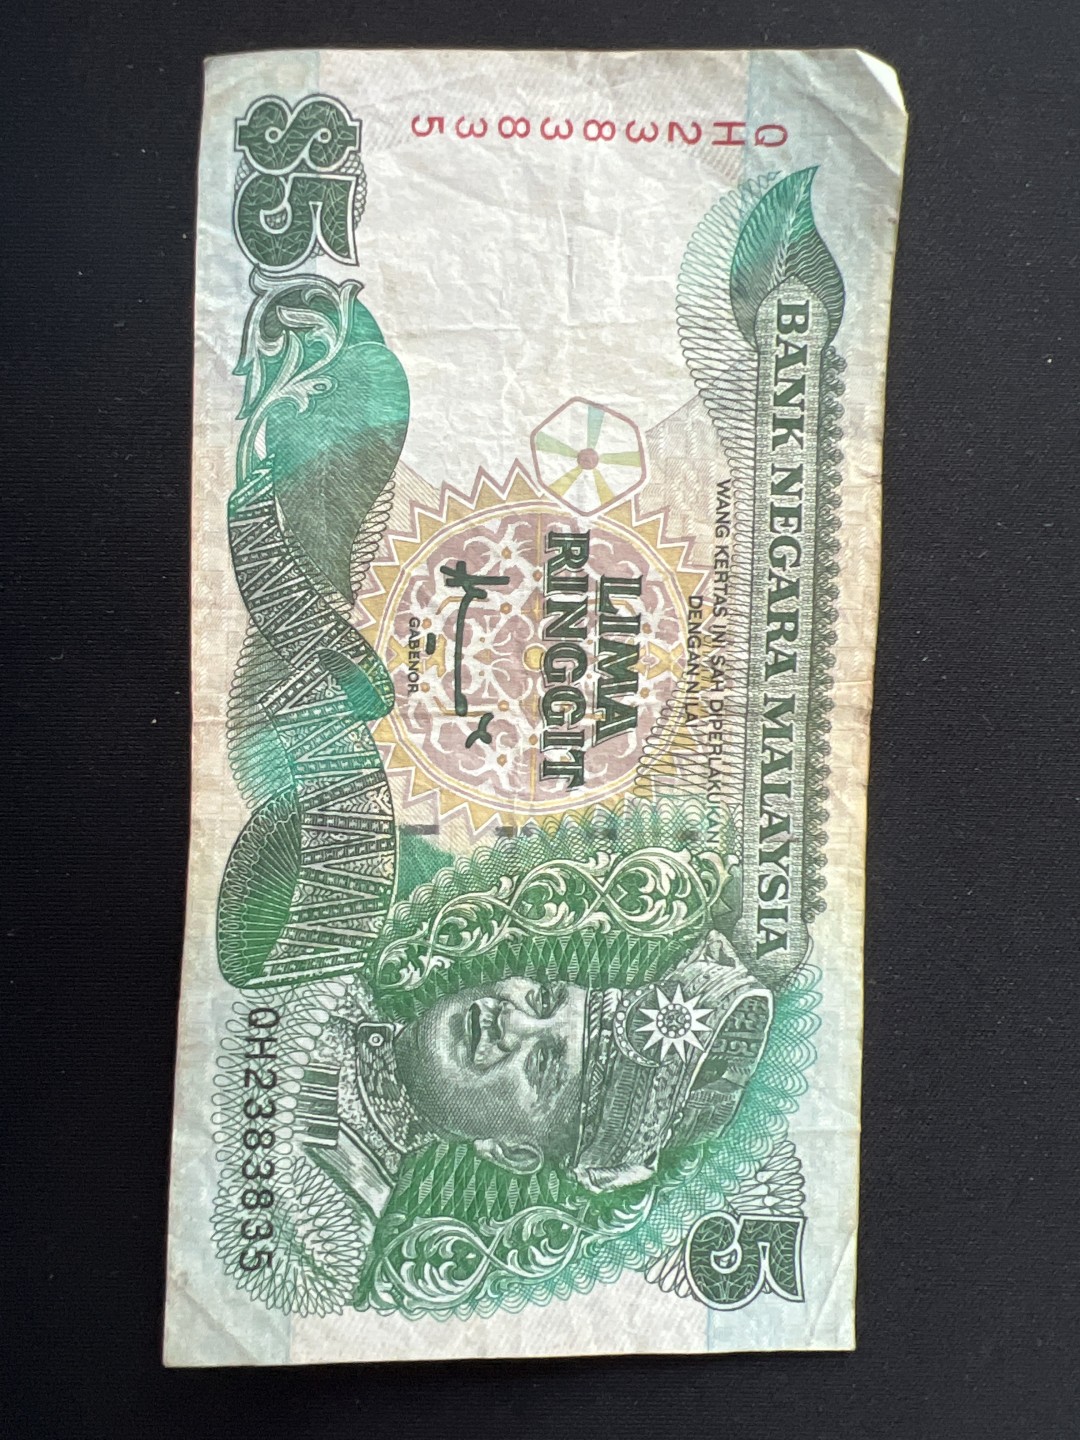 BANK NEGARA MALAYSIA
WANG KERTAS INI SAH DIPERLAKUKAN
DENGAN NILAI
5
QH2383835
LIMA
RINGGIT
GABENOR
$5
QH2383835